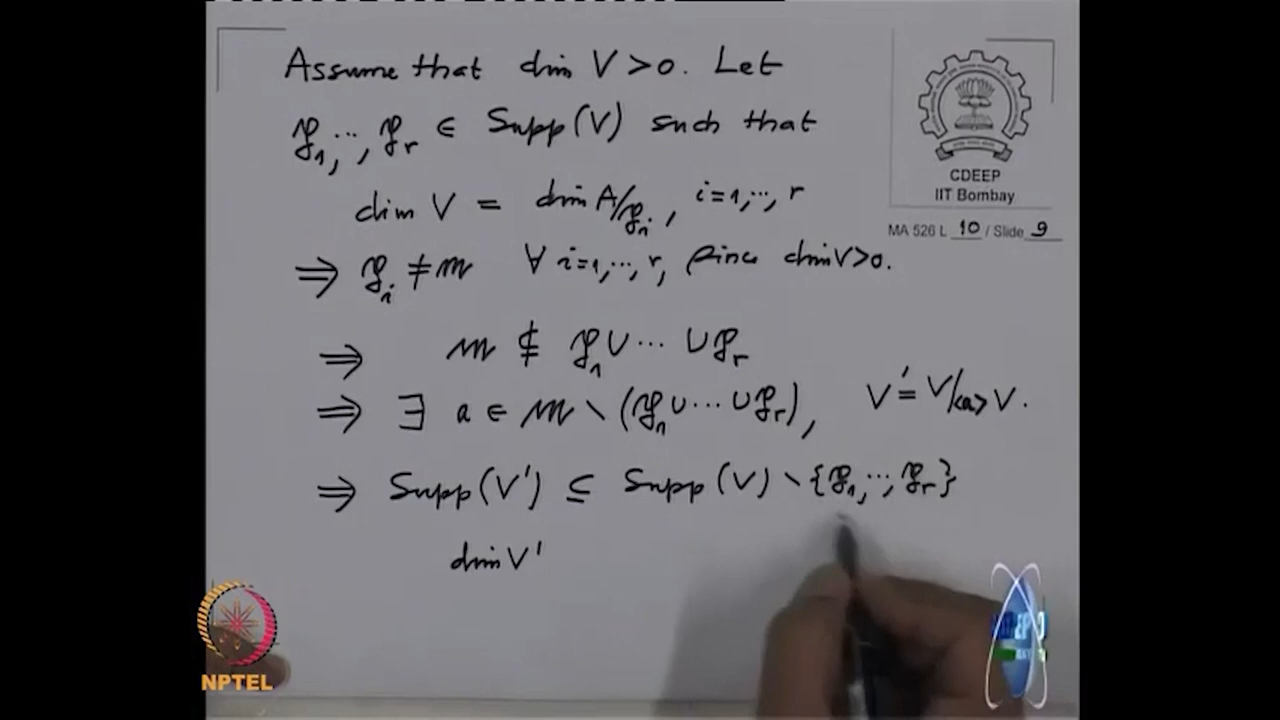 Assume that dim V > 0. Let
𝔭₁, ..., 𝔭ᵣ ∈ Supp(V) such that
dim V = dim A/𝔭ᵢ, i=1, ..., r
⟹ 𝔭ᵢ ≠ 𝔪 ∀ i=1, ..., r, since dim V > 0.
⟹ 𝔪 ⊈ 𝔭₁ ∪ ... ∪ 𝔭ᵣ
⟹ ∃ a ∈ 𝔪 \ (𝔭₁ ∪ ... ∪ 𝔭ᵣ), V' = V/<a>V.
⟹ Supp(V') ⊆ Supp(V) \ {𝔭₁, ..., 𝔭ᵣ}
dim V'
CDEEP
IIT Bombay
MA 526 L 10 / Slide 9
NPTEL